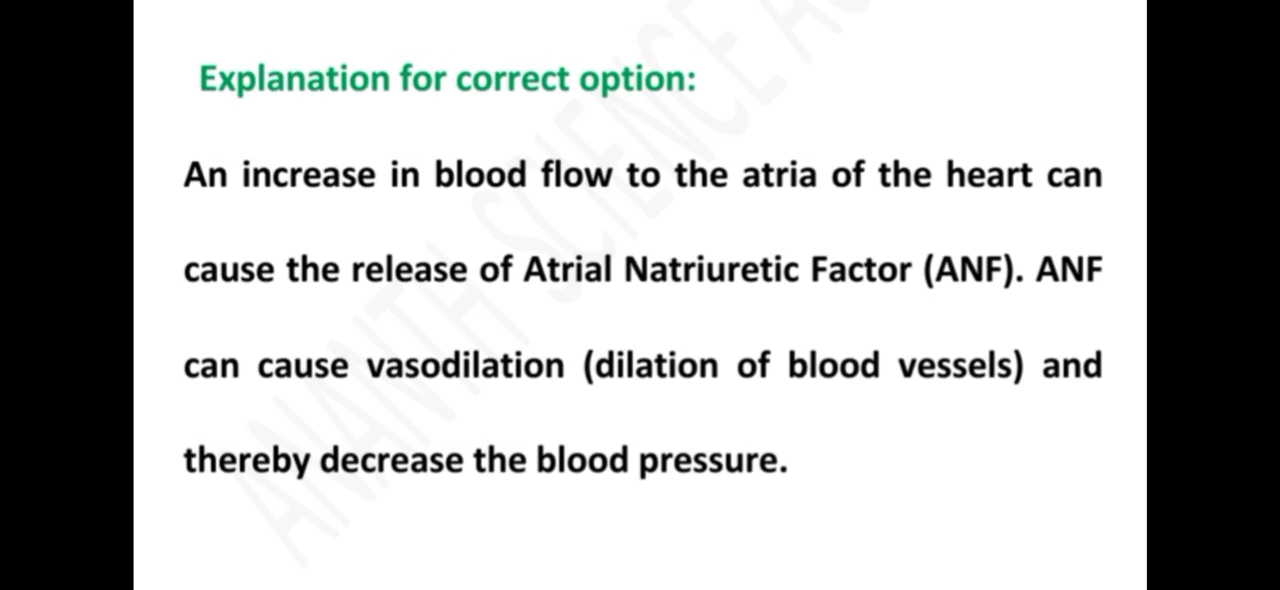 Explanation for correct option:
An increase in blood flow to the atria of the heart can
cause the release of Atrial Natriuretic Factor (ANF). ANF
can cause vasodilation (dilation of blood vessels) and
thereby decrease the blood pressure.
ANANTH SCIENCE